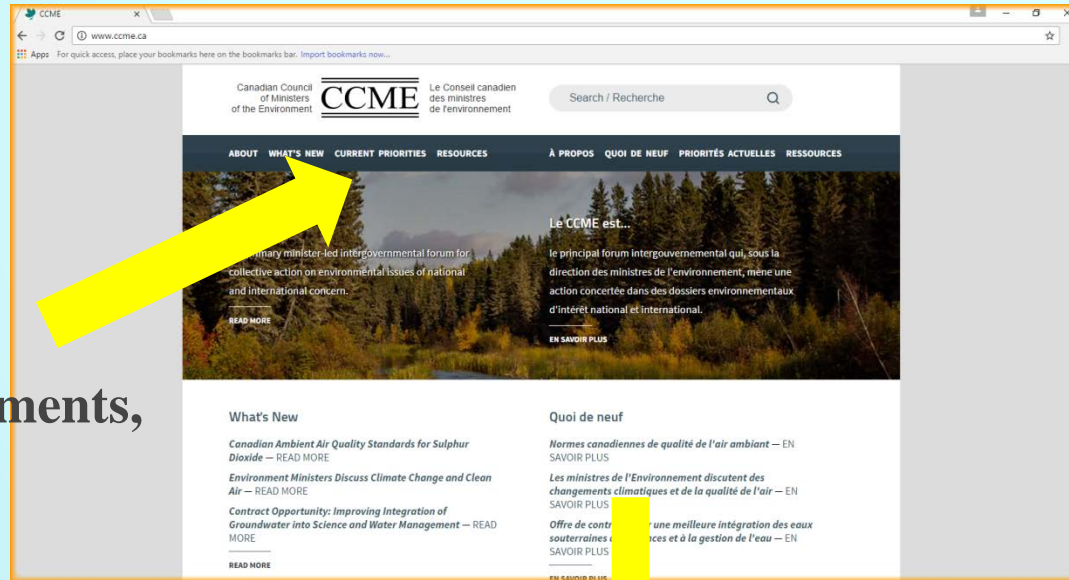 CCME
www.ccme.ca
Apps For quick access, place your bookmarks here on the bookmarks bar. Import bookmarks now...
Canadian Council
of Ministers
of the Environment
CCME
Le Conseil canadien
des ministres
de l'environnement
Search / Recherche
ABOUT WHAT'S NEW CURRENT PRIORITIES RESOURCES
À PROPOS QUOI DE NEUF PRIORITÉS ACTUELLES RESSOURCES
minister-led intergovernmental forum for
collective action on environmental issues of national
and international concern.
READ MORE
Le CCME est...
le principal forum intergouvernemental qui, sous la
direction des ministres de l'environnement, mène une
action concertée dans des dossiers environnementaux
d'intérêt national et international.
EN SAVOIR PLUS
ments,
What's New
Canadian Ambient Air Quality Standards for Sulphur
Dioxide — READ MORE
Environment Ministers Discuss Climate Change and Clean
Air — READ MORE
Contract Opportunity: Improving Integration of
Groundwater into Science and Water Management — READ
MORE
READ MORE
Quoi de neuf
Normes canadiennes de qualité de l'air ambiant — EN
SAVOIR PLUS
Les ministres de l'Environnement discutent des
changements climatiques et de la qualité de l'air — EN
SAVOIR PLUS
Offre de une meilleure intégration des eaux
souterraines et à la gestion de l'eau — EN
SAVOIR PLUS
EN SAVOIR PLUS